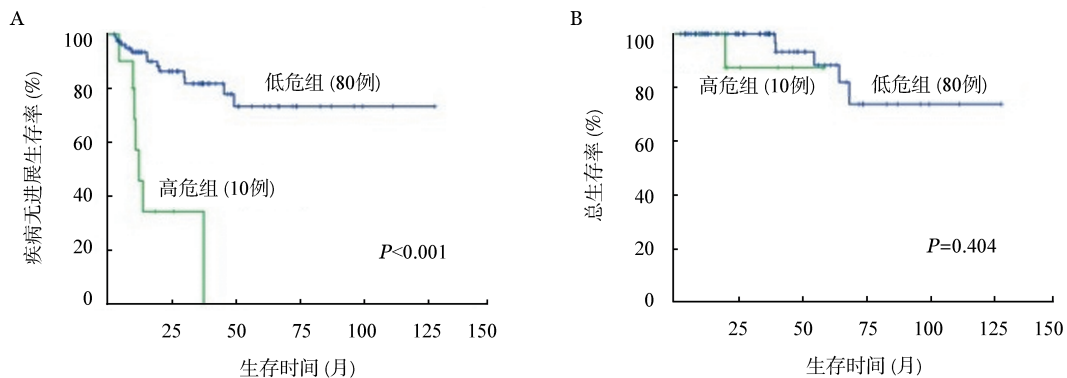 A
疾病无进展生存率 (%)
100
80
60
40
20
0
低危组 (80例)
高危组 (10例)
P<0.001
25 50 75 100 125 150
生存时间 (月)
B
总生存率 (%)
100
80
60
40
20
0
高危组 (10例)
低危组 (80例)
P=0.404
25 50 75 100 125 150
生存时间 (月)